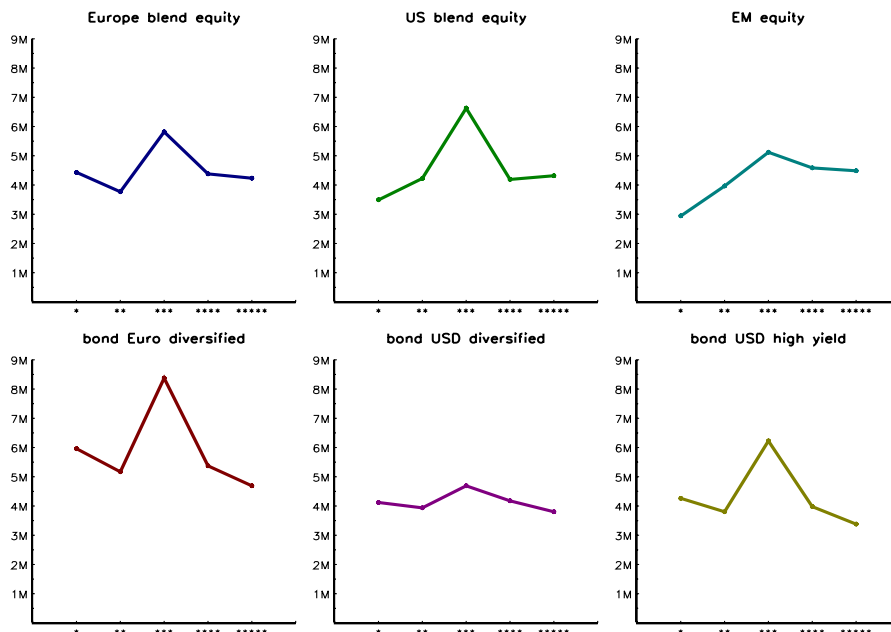 Europe blend equity
9M
8M
7M
6M
5M
4M
3M
2M
1M
* ** *** **** *****
US blend equity
9M
8M
7M
6M
5M
4M
3M
2M
1M
* ** *** **** *****
EM equity
9M
8M
7M
6M
5M
4M
3M
2M
1M
* ** *** **** *****
bond Euro diversified
9M
8M
7M
6M
5M
4M
3M
2M
1M
* ** *** **** *****
bond USD diversified
9M
8M
7M
6M
5M
4M
3M
2M
1M
* ** *** **** *****
bond USD high yield
9M
8M
7M
6M
5M
4M
3M
2M
1M
* ** *** **** *****